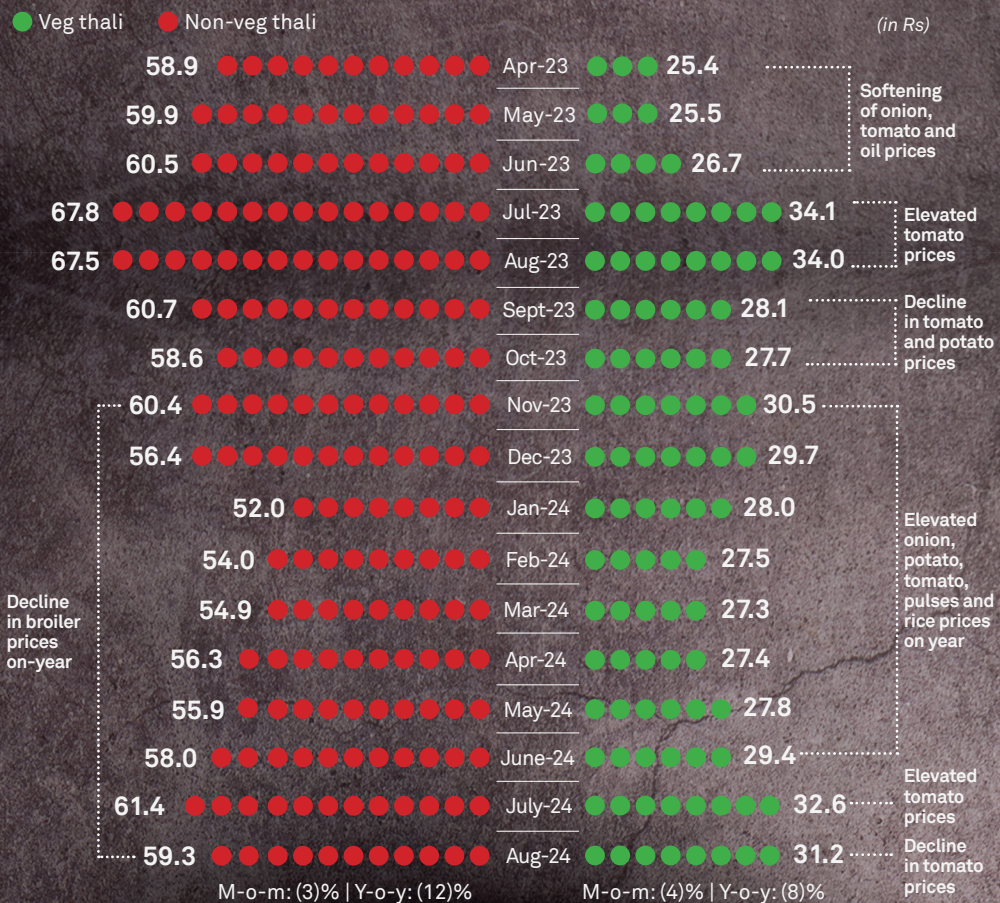 Veg thali Non-veg thali (in Rs)
58.9 Apr-23 25.4
59.9 May-23 25.5
60.5 Jun-23 26.7
Softening
of onion,
tomato and
oil prices
67.8 Jul-23 34.1
67.5 Aug-23 34.0
Elevated
tomato
prices
60.7 Sept-23 28.1
58.6 Oct-23 27.7
Decline
in tomato
and potato
prices
60.4 Nov-23 30.5
56.4 Dec-23 29.7
52.0 Jan-24 28.0
54.0 Feb-24 27.5
54.9 Mar-24 27.3
56.3 Apr-24 27.4
55.9 May-24 27.8
58.0 June-24 29.4
Elevated
onion,
potato,
tomato,
pulses and
rice prices
on year
Decline
in broiler
prices
on-year
61.4 July-24 32.6
Elevated
tomato
prices
59.3 Aug-24 31.2
Decline
in tomato
prices
M-o-m: (3)% | Y-o-y: (12)% M-o-m: (4)% | Y-o-y: (8)%